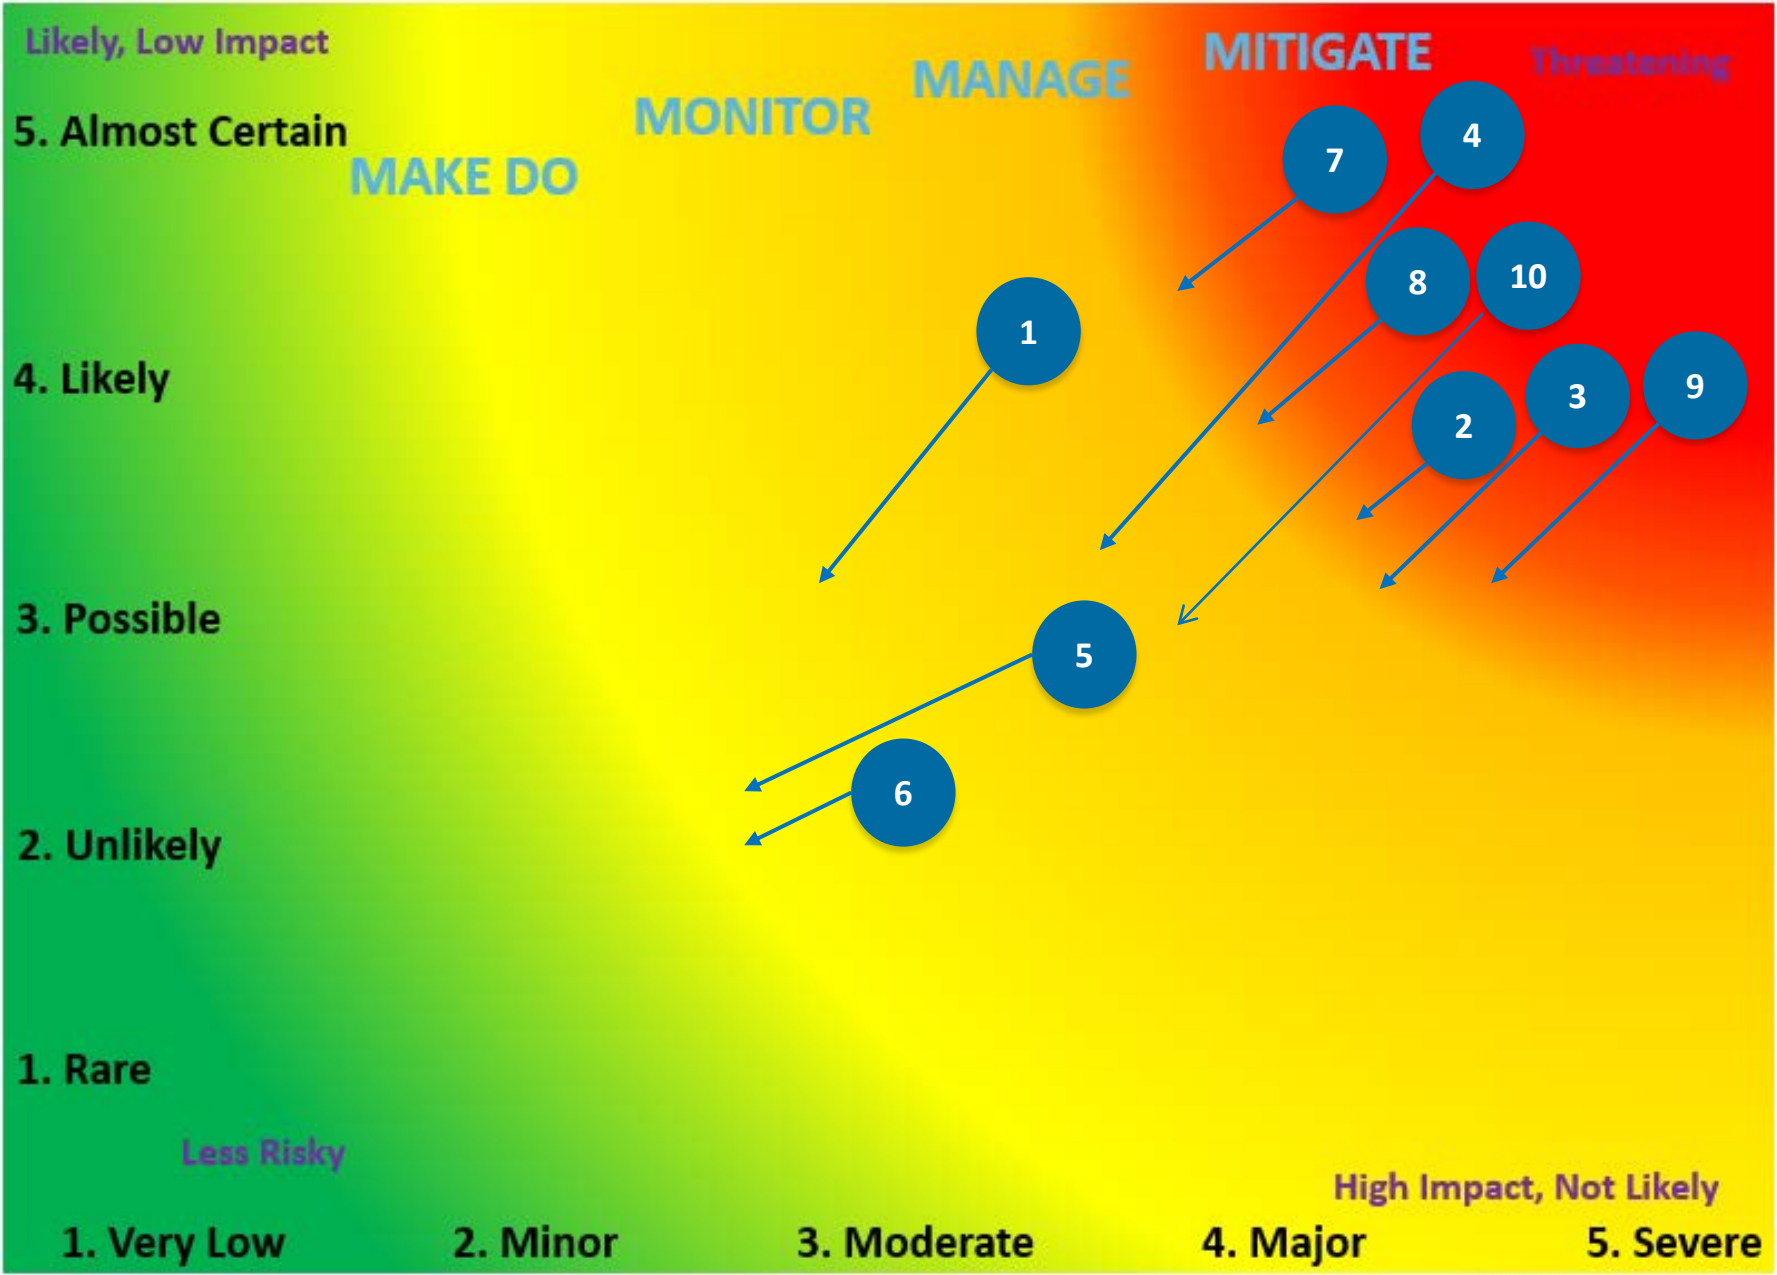 Likely, Low Impact
MITIGATE
Threatening
MANAGE
MONITOR
5. Almost Certain
MAKE DO
7
4
8
10
1
4. Likely
2
3
9
3. Possible
5
6
2. Unlikely
1. Rare
Less Risky
High Impact, Not Likely
1. Very Low
2. Minor
3. Moderate
4. Major
5. Severe